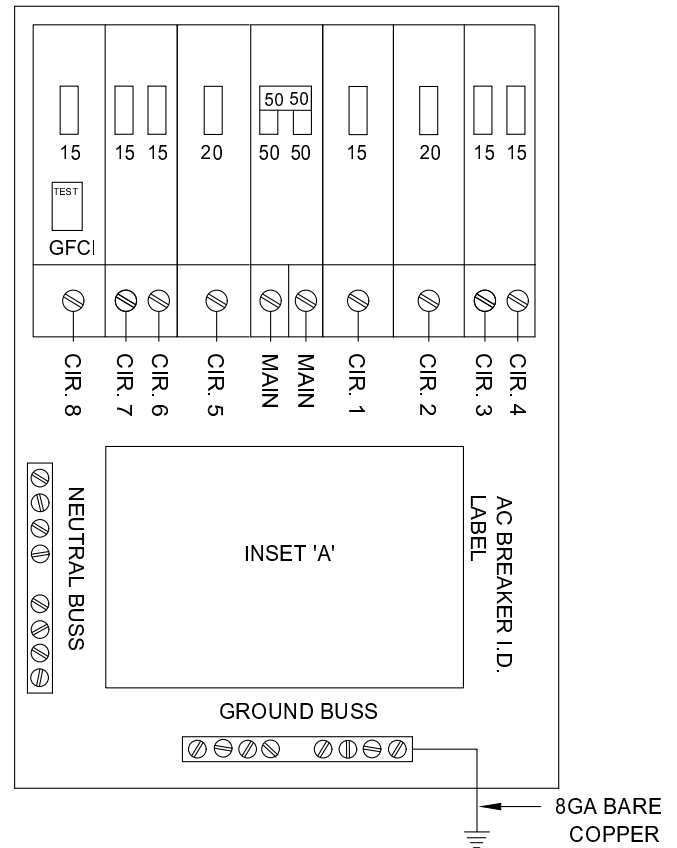 50 50
15 15 15 20 50 50 15 20 15 15
TEST
GFCI
CIR. 8
CIR. 7
CIR. 6
CIR. 5
MAIN
MAIN
CIR. 1
CIR. 2
CIR. 3
CIR. 4
NEUTRAL BUSS
INSET 'A'
AC BREAKER I.D.
LABEL
GROUND BUSS
8GA BARE
COPPER